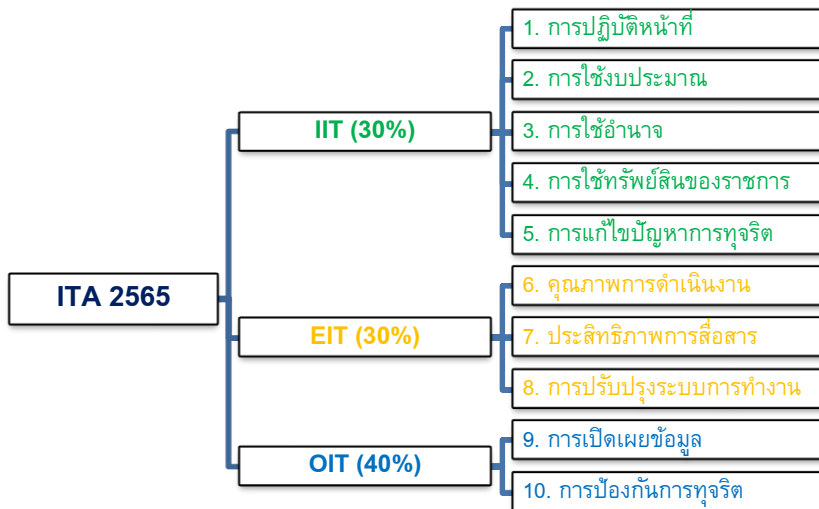 ITA 2565
IIT (30%)
1. การปฏิบัติหน้าที่
2. การใช้งบประมาณ
3. การใช้อำนาจ
4. การใช้ทรัพย์สินของราชการ
5. การแก้ไขปัญหาการทุจริต
EIT (30%)
6. คุณภาพการดำเนินงาน
7. ประสิทธิภาพการสื่อสาร
8. การปรับปรุงระบบการทำงาน
OIT (40%)
9. การเปิดเผยข้อมูล
10. การป้องกันการทุจริต